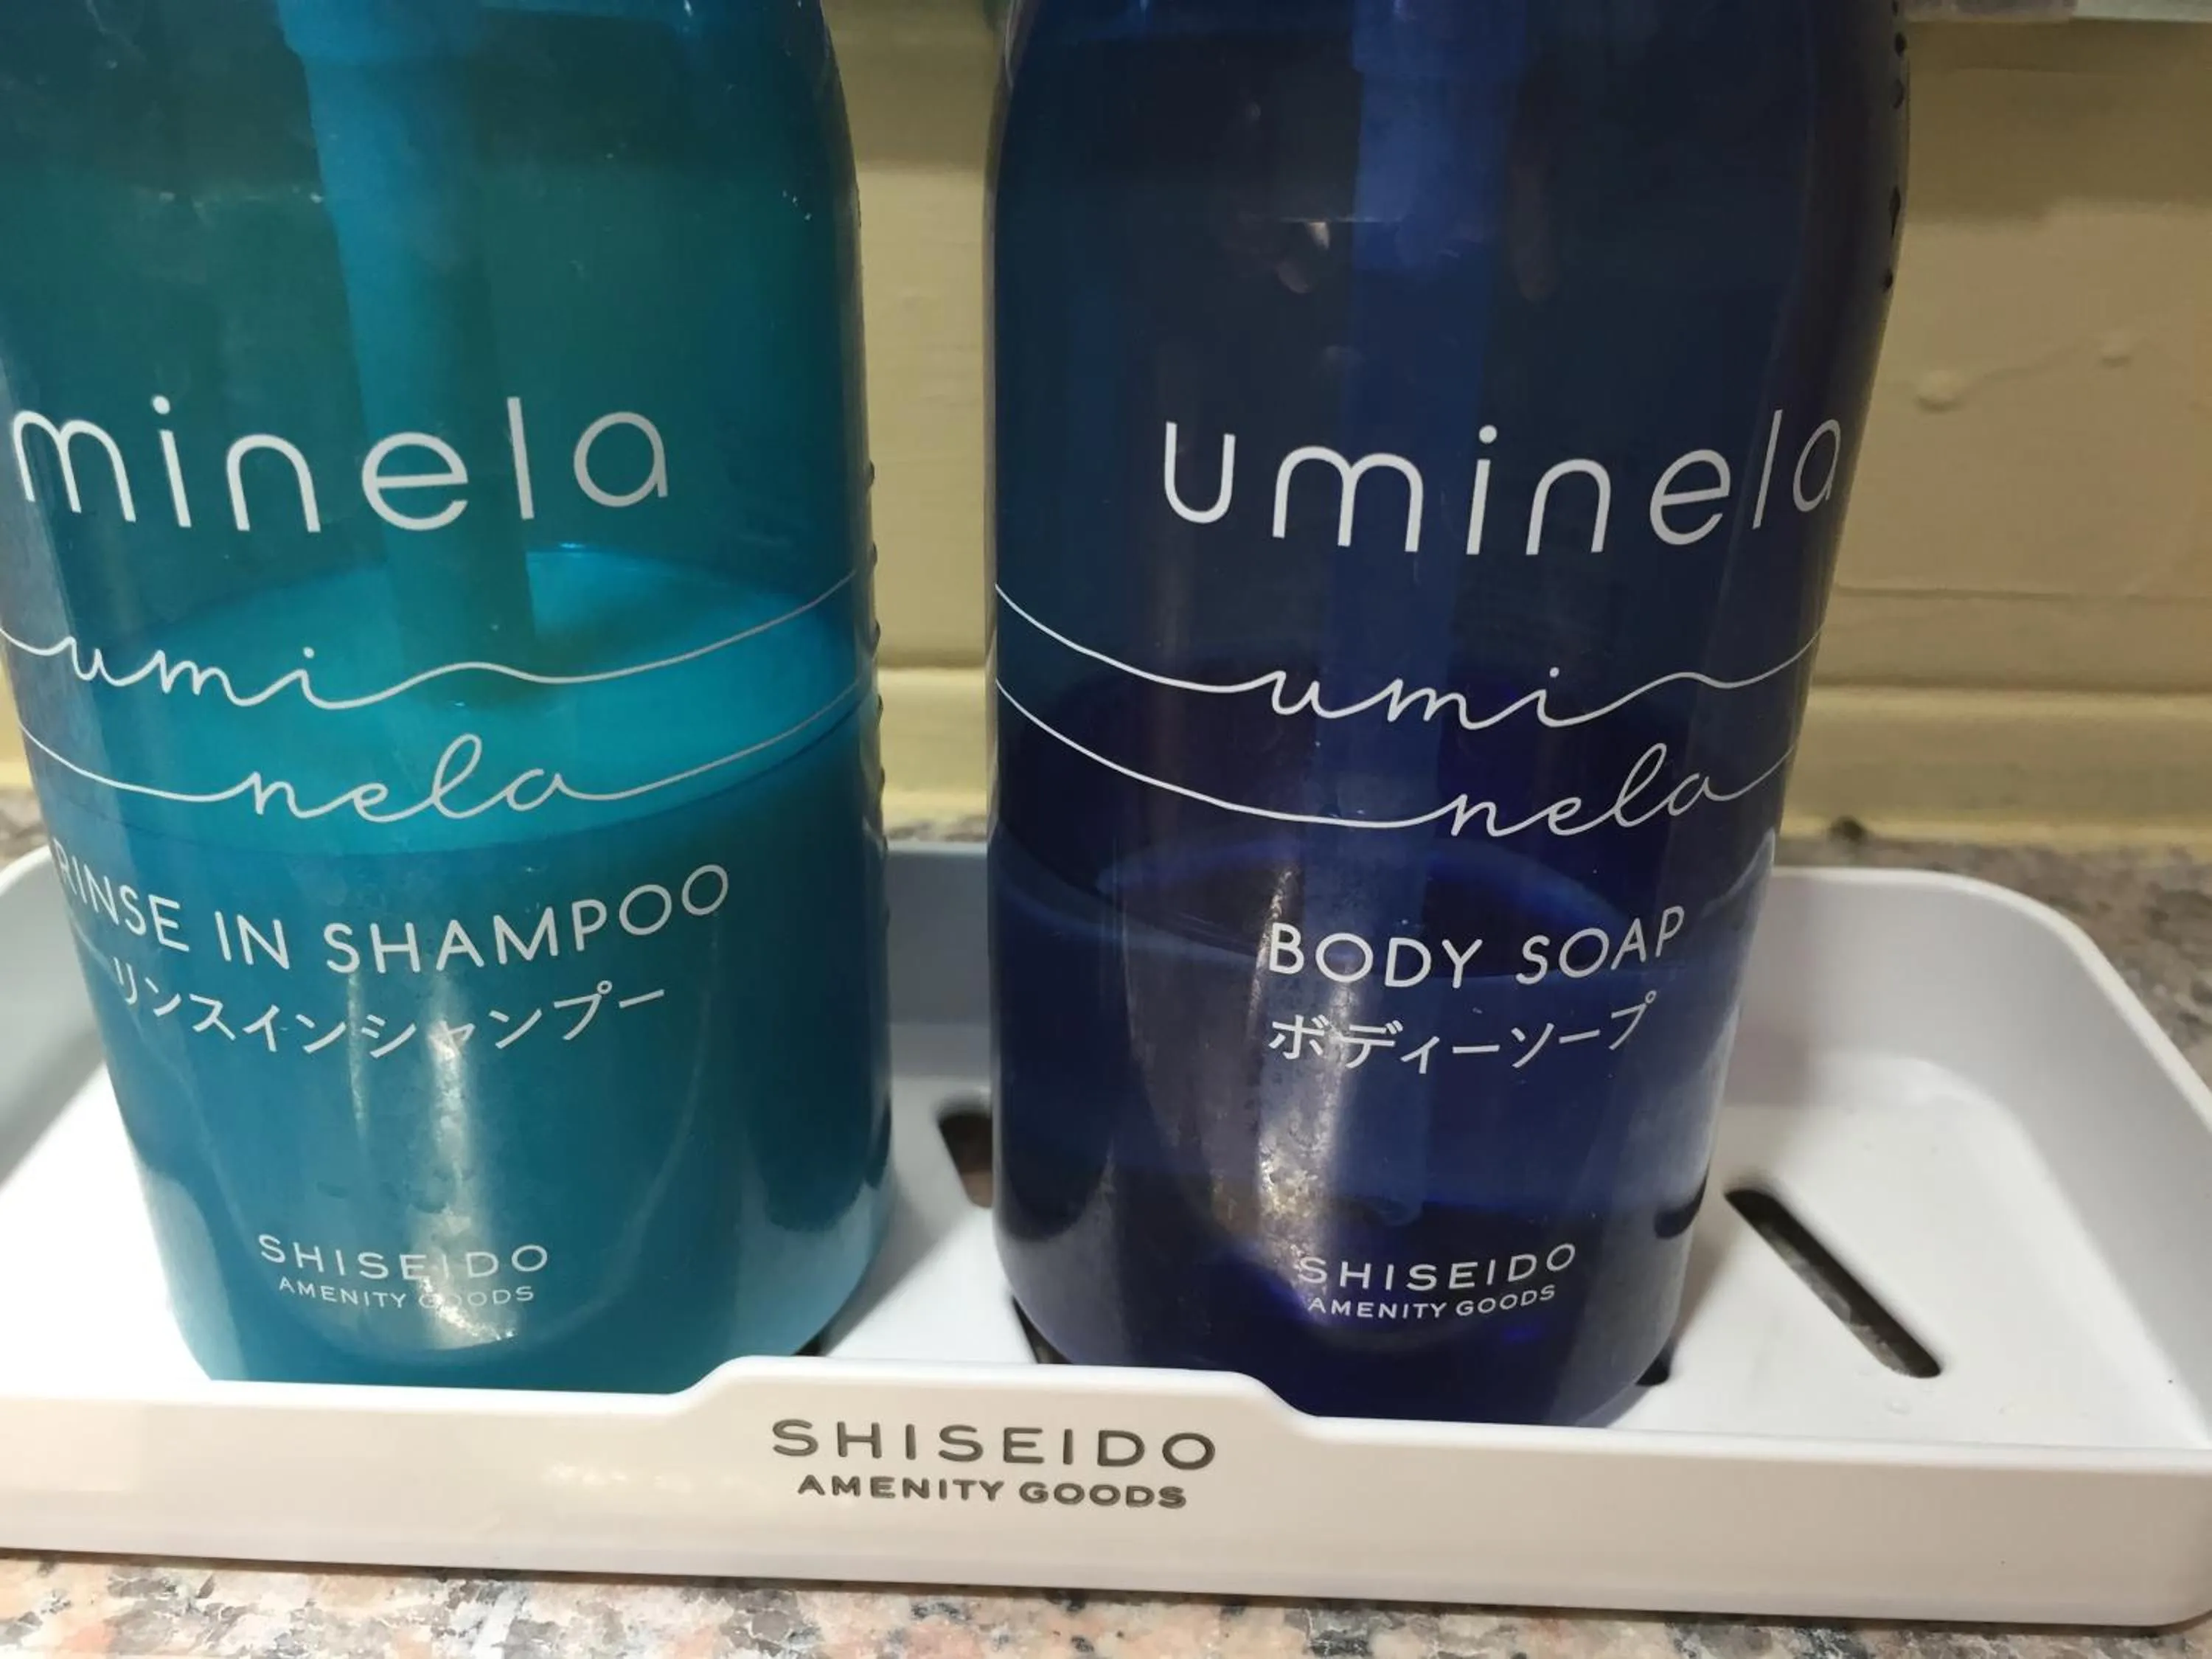 minela
umi
nela
RINSE IN SHAMPOO
リンスインシャンプー
SHISEIDO
AMENITY GOODS
uminela
umi
nela
BODY SOAP
ボディーソープ
SHISEIDO
AMENITY GOODS
SHISEIDO
AMENITY GOODS